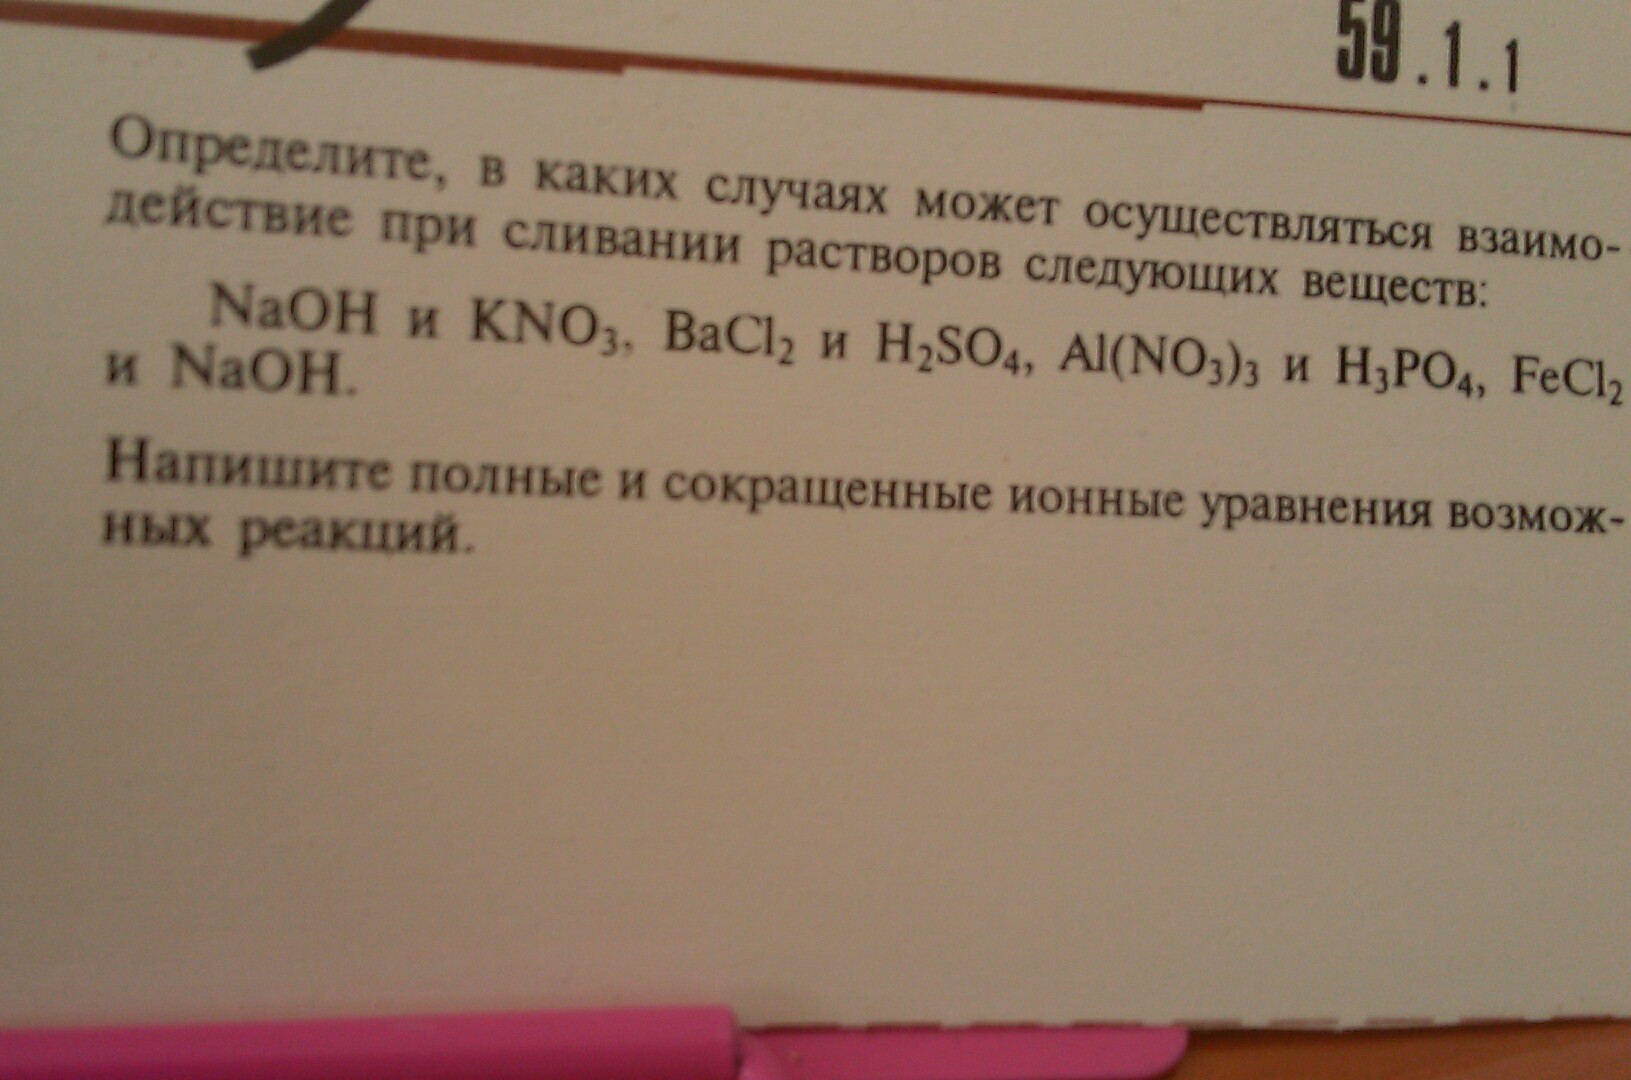 59.1.1
Определите, в каких случаях может осуществляться взаимо-
действие при сливании растворов следующих веществ:
NaOH и KNO₃, BaCl₂ и H₂SO₄, Al(NO₃)₃ и H₃PO₄, FeCl₂
и NaOH.
Напишите полные и сокращенные ионные уравнения возмож-
ных реакций.